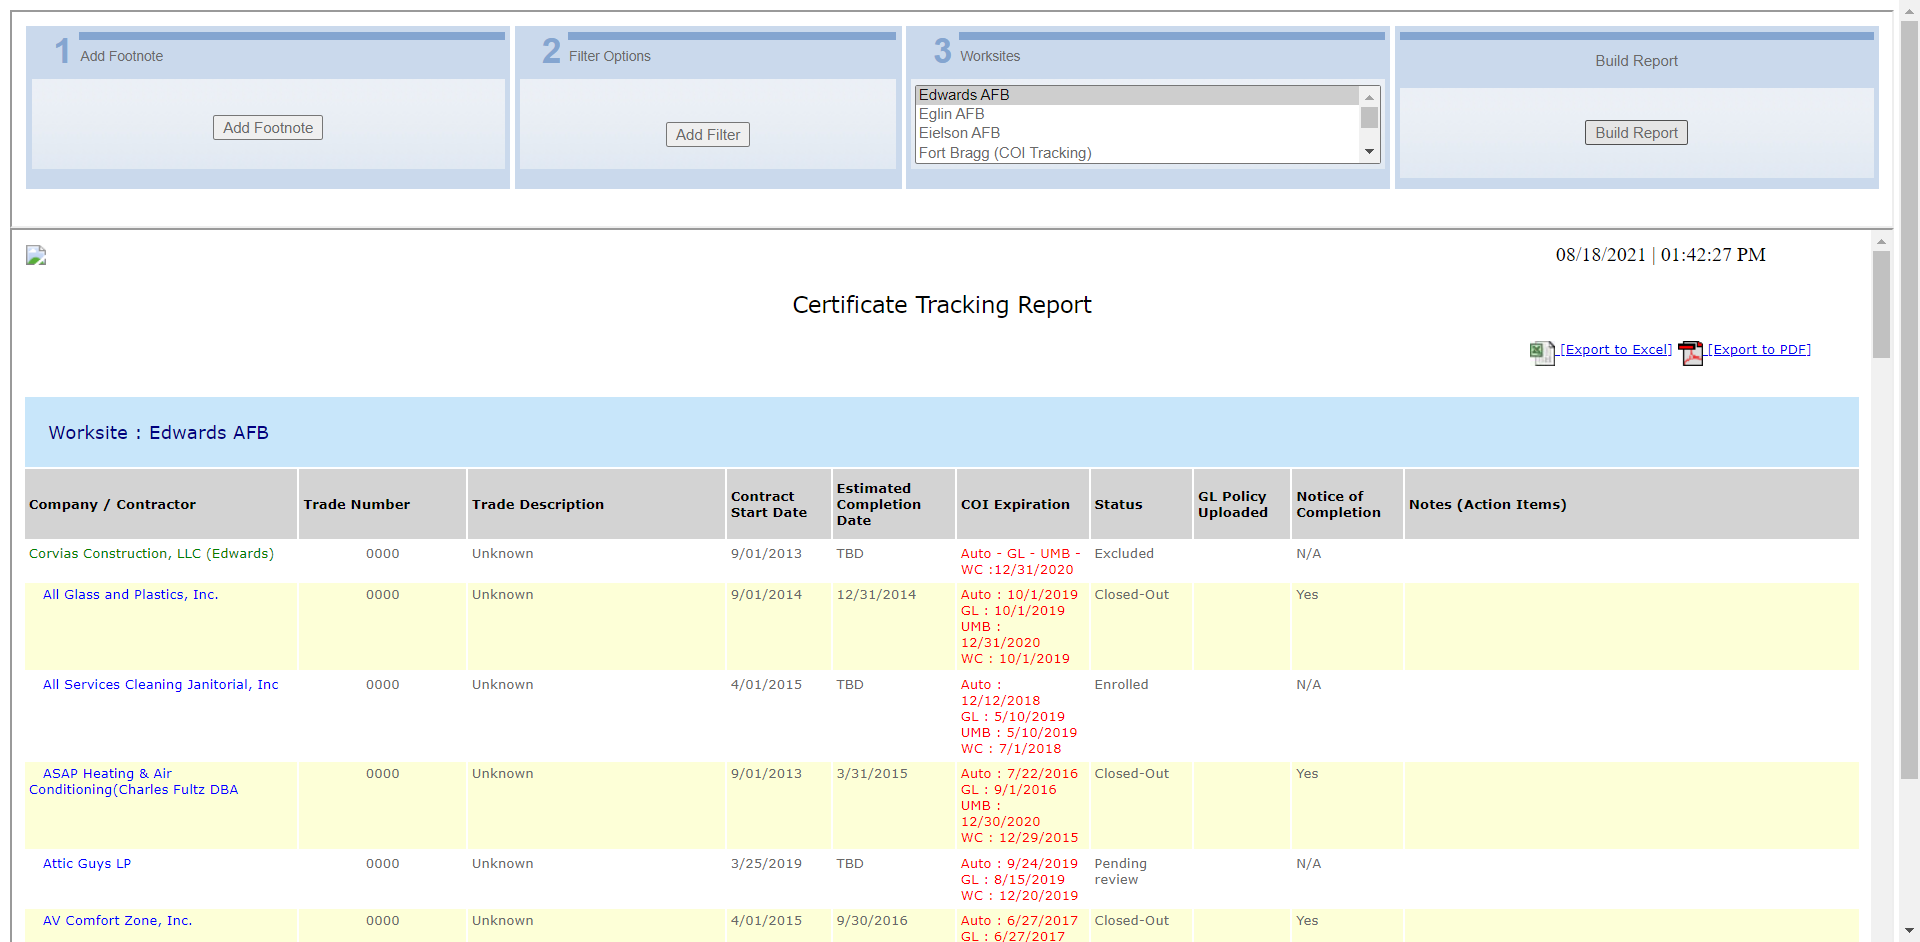 1 Add Footnote
Add Footnote
2 Filter Options
Add Filter
3 Worksites
Edwards AFB
Eglin AFB
Eielson AFB
Fort Bragg (COI Tracking)
Build Report
Build Report
08/18/2021 | 01:42:27 PM
Certificate Tracking Report
[Export to Excel] [Export to PDF]
Worksite : Edwards AFB
Company / Contractor
Trade Number
Trade Description
Contract
Start Date
Estimated
Completion
Date
COI Expiration
Status
GL Policy
Uploaded
Notice of
Completion
Notes (Action Items)
Corvias Construction, LLC (Edwards)
0000
Unknown
9/01/2013
TBD
Auto - GL - UMB -
WC :12/31/2020
Excluded
N/A
All Glass and Plastics, Inc.
0000
Unknown
9/01/2014
12/31/2014
Auto : 10/1/2019
GL : 10/1/2019
UMB :
12/31/2020
WC : 10/1/2019
Closed-Out
Yes
All Services Cleaning Janitorial, Inc
0000
Unknown
4/01/2015
TBD
Auto :
12/12/2018
GL : 5/10/2019
UMB : 5/10/2019
WC : 7/1/2018
Enrolled
N/A
ASAP Heating & Air
Conditioning(Charles Fultz DBA
0000
Unknown
9/01/2013
3/31/2015
Auto : 7/22/2016
GL : 9/1/2016
UMB :
12/30/2020
WC : 12/29/2015
Closed-Out
Yes
Attic Guys LP
0000
Unknown
3/25/2019
TBD
Auto : 9/24/2019
GL : 8/15/2019
WC : 12/20/2019
Pending
review
N/A
AV Comfort Zone, Inc.
0000
Unknown
4/01/2015
9/30/2016
Auto : 6/27/2017
GL : 6/27/2017
Closed-Out
Yes